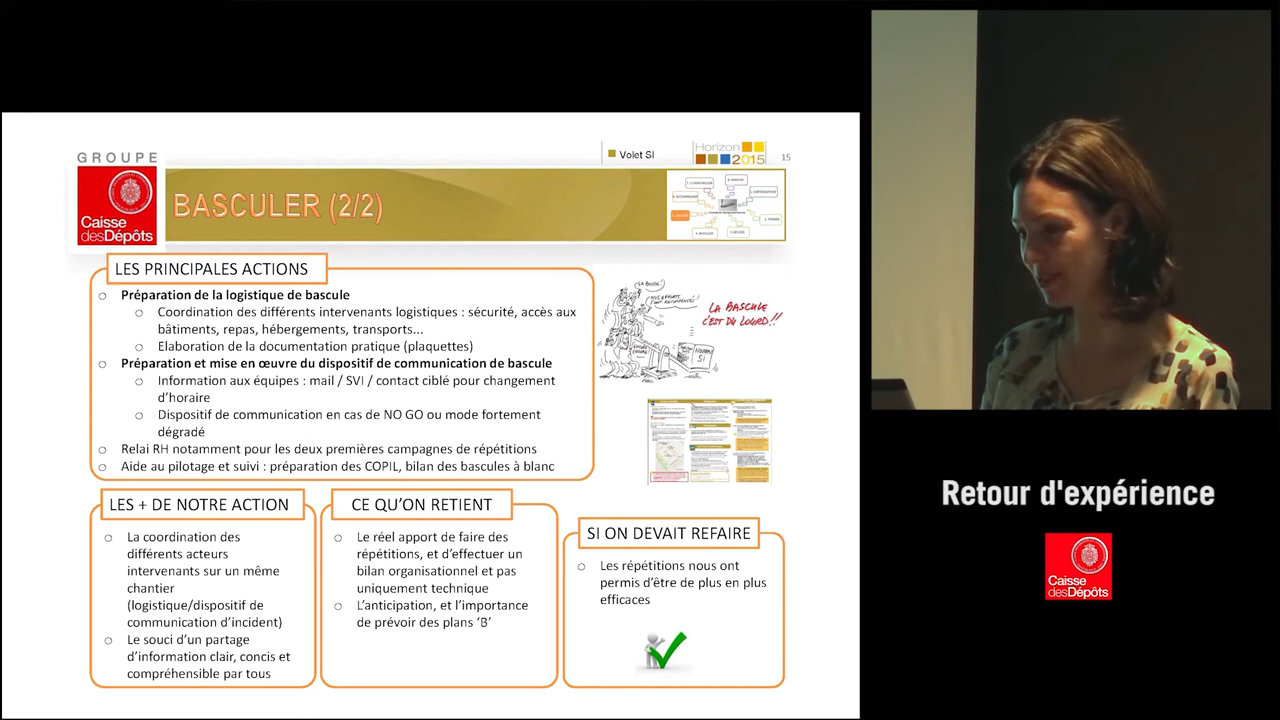 GROUPE
Caisse
desDépôts
Volet SI
Horizon
2015
15
BASCULER (2/2)
LES PRINCIPALES ACTIONS
Préparation de la logistique de bascule
Coordination des différents intervenants logistiques : sécurité, accès aux
bâtiments, repas, hébergements, transports...
Elaboration de la documentation pratique (plaquettes)
Préparation et mise en œuvre du dispositif de communication de bascule
Information aux équipes : mail / SVI / contact ciblé pour changement
d'horaire
Dispositif de communication en cas de NO GO ou mode fortement
dégradé
Relai RH notamment pour les deux premières campagnes de répétitions
Aide au pilotage et suivi : préparation des COPIL, bilan des bascules à blanc
LA BASCULE
C'EST DU LOURD!!
LES + DE NOTRE ACTION
La coordination des
différents acteurs
intervenants sur un même
chantier
(logistique/dispositif de
communication d'incident)
Le souci d'un partage
d'information clair, concis et
compréhensible par tous
CE QU'ON RETIENT
Le réel apport de faire des
répétitions, et d'effectuer un
bilan organisationnel et pas
uniquement technique
L'anticipation, et l'importance
de prévoir des plans 'B'
SI ON DEVAIT REFAIRE
Les répétitions nous ont
permis d'être de plus en plus
efficaces
Retour d'expérience
Caisse
desDépôts